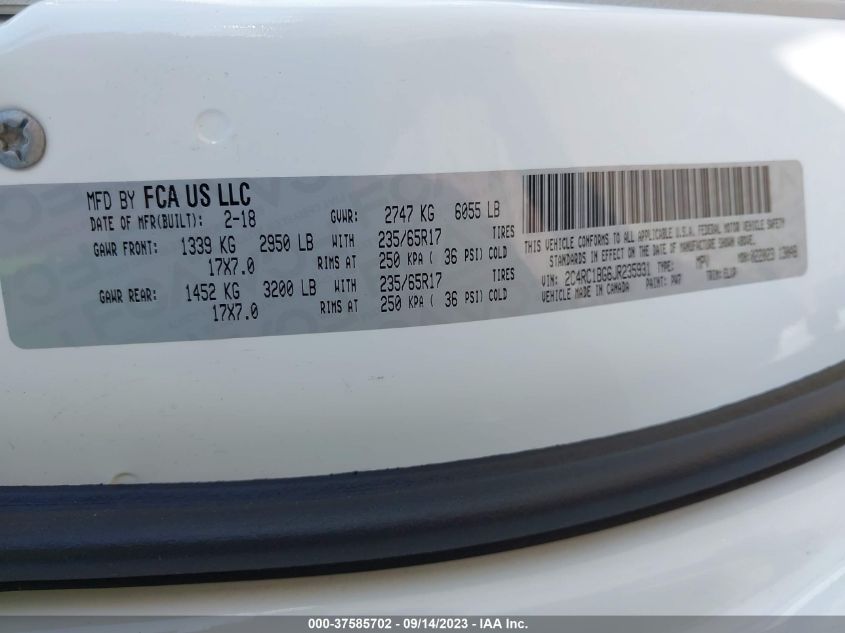 MFD BY FCA US LLC
DATE OF MFR(BUILT): 2-18 GVWR: 2747 KG 6055 LB
GAWR FRONT: 1339 KG 2950 LB WITH 235/65R17 TIRES
17X7.0 RIMS AT 250 KPA ( 36 PSI) COLD
GAWR REAR: 1452 KG 3200 LB WITH 235/65R17 TIRES
17X7.0 RIMS AT 250 KPA ( 36 PSI) COLD
THIS VEHICLE CONFORMS TO ALL APPLICABLE U.S.A. FEDERAL MOTOR VEHICLE SAFETY
STANDARDS IN EFFECT ON THE DATE OF MANUFACTURE SHOWN ABOVE.
VIN: 2C4RC1BG6JR235931 TYPE: MPV MDH: 022023
VEHICLE MADE IN CANADA PAINT: PW7 TRIM:
000-37585702 - 09/14/2023 - IAA Inc.